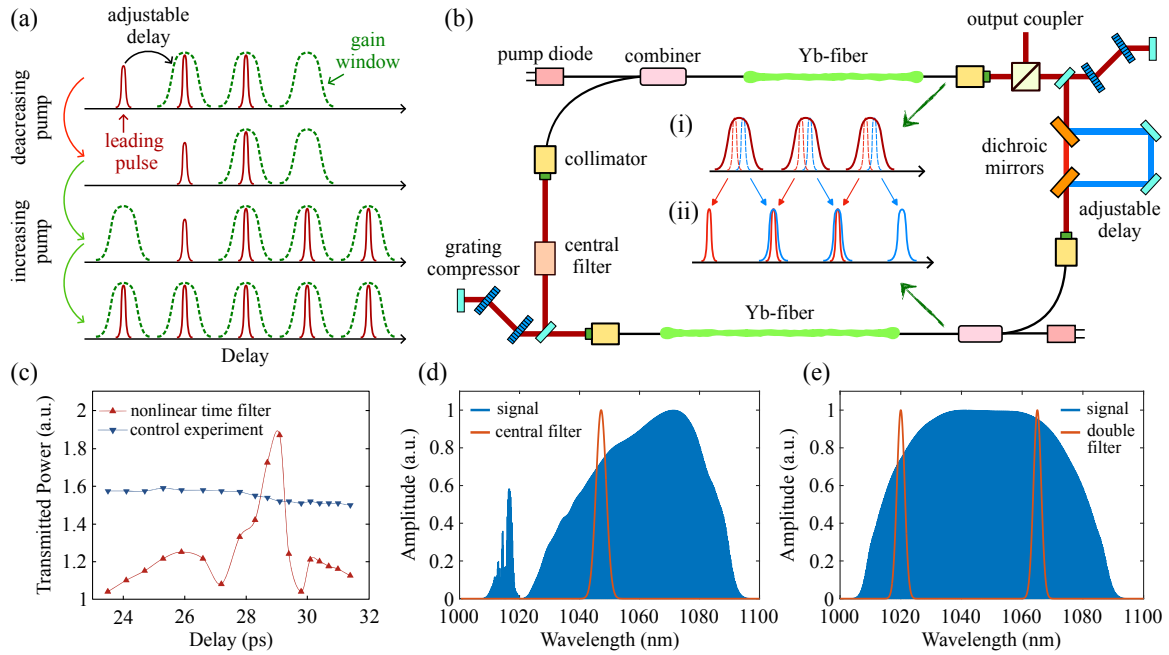 (a)
adjustable
delay
gain
window
deacreasing
pump
leading
pulse
increasing
pump
Delay
(b)
pump diode
combiner
Yb-fiber
output coupler
(i)
collimator
dichroic
mirrors
(ii)
adjustable
delay
grating
compressor
central
filter
Yb-fiber
(c)
nonlinear time filter
control experiment
Transmitted Power (a.u.)
2
1.8
1.6
1.4
1.2
1
24 26 28 30 32
Delay (ps)
(d)
signal
central filter
Amplitude (a.u.)
1
0.8
0.6
0.4
0.2
0
1000 1020 1040 1060 1080 1100
Wavelength (nm)
(e)
signal
double
filter
Amplitude (a.u.)
1
0.8
0.6
0.4
0.2
0
1000 1020 1040 1065 1080 1100
Wavelength (nm)